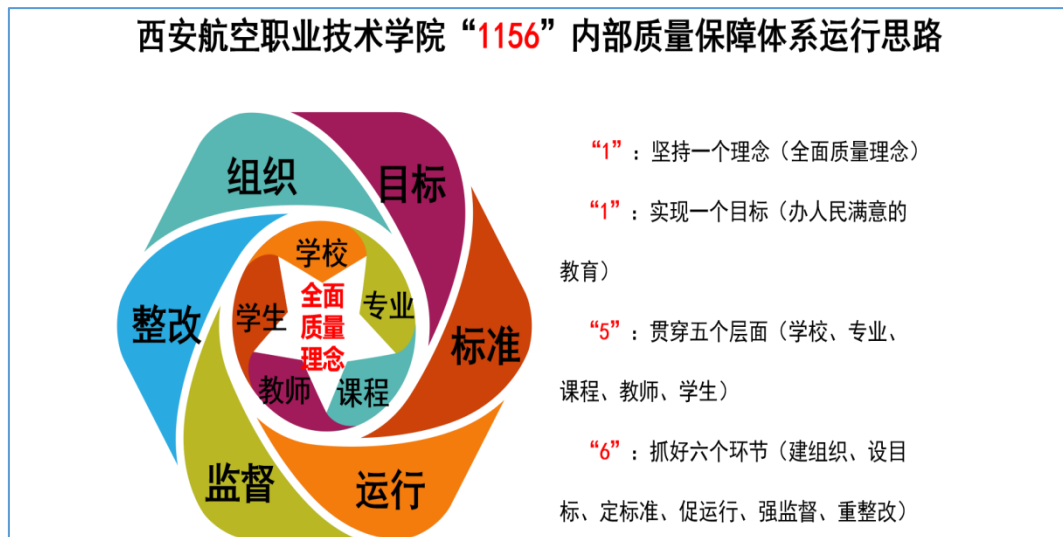 西安航空职业技术学院“1156”内部质量保障体系运行思路
组织
目标
标准
运行
监督
整改
学校
专业
课程
教师
学生
全面
质量
理念
“1”：坚持一个理念（全面质量理念）
“1”：实现一个目标（办人民满意的
教育）
“5”：贯穿五个层面（学校、专业、
课程、教师、学生）
“6”：抓好六个环节（建组织、设目
标、定标准、促运行、强监督、重整改）